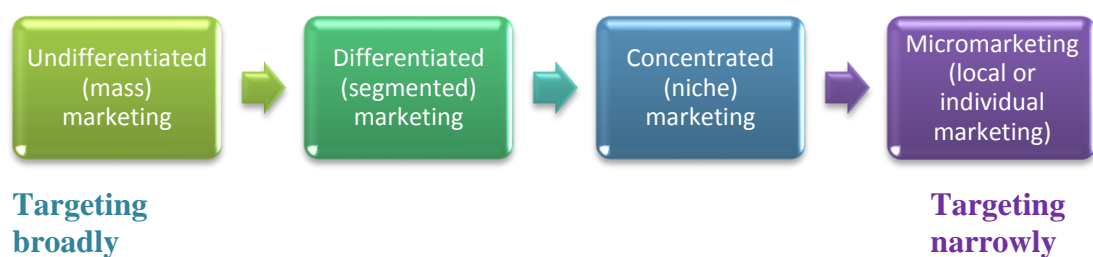 Undifferentiated
(mass)
marketing
Differentiated
(segmented)
marketing
Concentrated
(niche)
marketing
Micromarketing
(local or
individual
marketing)
Targeting
broadly
Targeting
narrowly